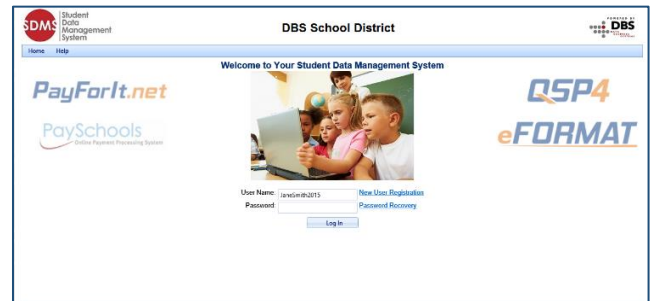 SDMS
Student
Data
Management
System
DBS School District
POWERED BY
DBS
Home Help
Welcome to Your Student Data Management System
PayForIt.net
QSP4
PaySchools
Online Payment Processing System
eFORMAT
User Name: JaneSmith2015 New User Registration
Password: Password Recovery
Log In